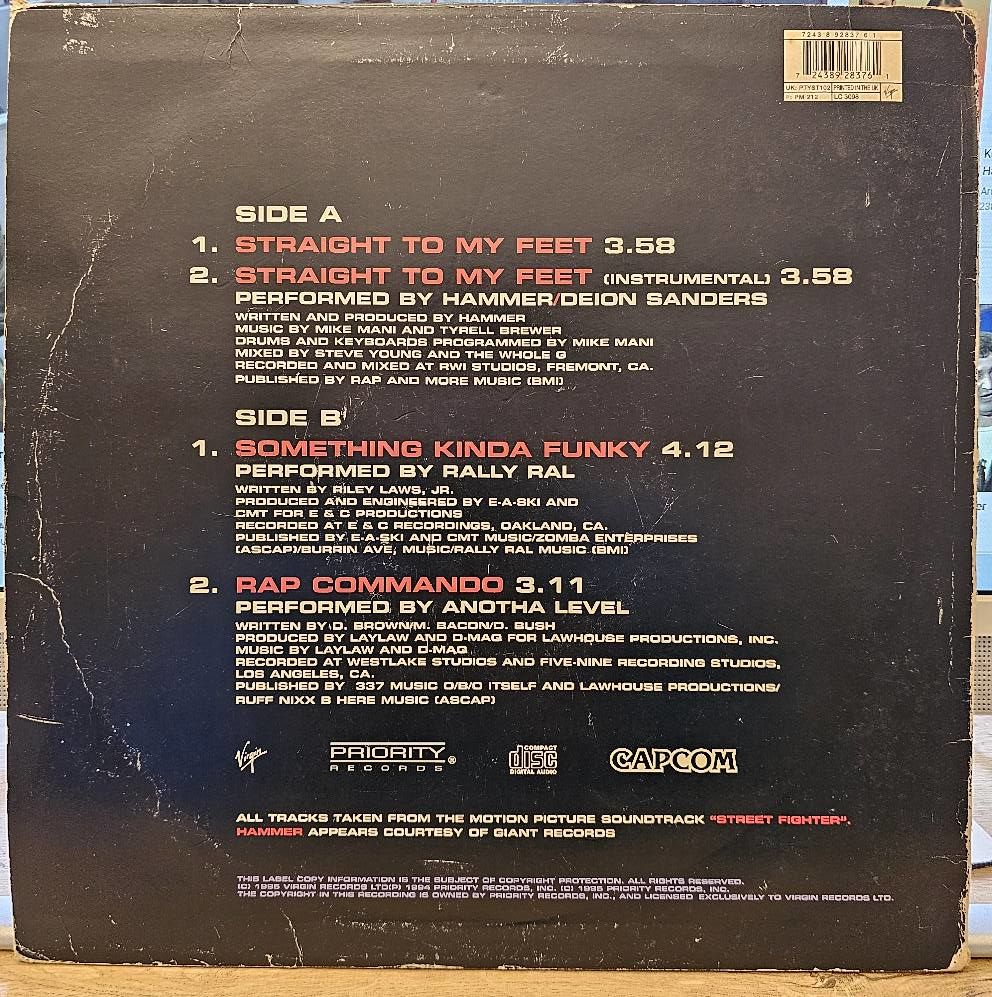 7243 8 92837 6 1
7 24389 28376 1
UK: PTYST102 PRINTED IN THE UK
F: PM 212 LC 3098
Virgin
SIDE A
1. STRAIGHT TO MY FEET 3.58
2. STRAIGHT TO MY FEET (INSTRUMENTAL) 3.58
PERFORMED BY HAMMER/DEION SANDERS
WRITTEN AND PRODUCED BY HAMMER
MUSIC BY MIKE MANI AND TYRELL BREWER
DRUMS AND KEYBOARDS PROGRAMMED BY MIKE MANI
MIXED BY STEVE YOUNG AND THE WHOLE G
RECORDED AND MIXED AT RWI STUDIOS, FREMONT, CA.
PUBLISHED BY RAP AND MORE MUSIC (BMI)
SIDE B
1. SOMETHING KINDA FUNKY 4.12
PERFORMED BY RALLY RAL
WRITTEN BY RILEY LAWS, JR.
PRODUCED AND ENGINEERED BY E-A-SKI AND
CMT FOR E & C PRODUCTIONS
RECORDED AT E & C RECORDINGS, OAKLAND, CA.
PUBLISHED BY E-A-SKI AND CMT MUSIC/ZOMBA ENTERPRISES
(ASCAP)/BURRIN AVE, MUSIC/RALLY RAL MUSIC (BMI)
2. RAP COMMANDO 3.11
PERFORMED BY ANOTHA LEVEL
WRITTEN BY D. BROWN/M. BACON/D. BUSH
PRODUCED BY LAYLAW AND D-MAG FOR LAWHOUSE PRODUCTIONS, INC.
MUSIC BY LAYLAW AND D-MAG
RECORDED AT WESTLAKE STUDIOS AND FIVE-NINE RECORDING STUDIOS,
LOS ANGELES, CA.
PUBLISHED BY 337 MUSIC O/B/O ITSELF AND LAWHOUSE PRODUCTIONS/
RUFF NIXX B HERE MUSIC (ASCAP)
Virgin
PRIORITY
RECORDS ®
COMPACT
disc
DIGITAL AUDIO
CAPCOM
ALL TRACKS TAKEN FROM THE MOTION PICTURE SOUNDTRACK "STREET FIGHTER".
HAMMER APPEARS COURTESY OF GIANT RECORDS
THIS LABEL COPY INFORMATION IS THE SUBJECT OF COPYRIGHT PROTECTION. ALL RIGHTS RESERVED.
(C) 1995 VIRGIN RECORDS LTD(P) 1994 PRIORITY RECORDS, INC. (C) 1995 PRIORITY RECORDS, INC.
THE COPYRIGHT IN THIS RECORDING IS OWNED BY PRIORITY RECORDS, INC., AND LICENSED EXCLUSIVELY TO VIRGIN RECORDS LTD.